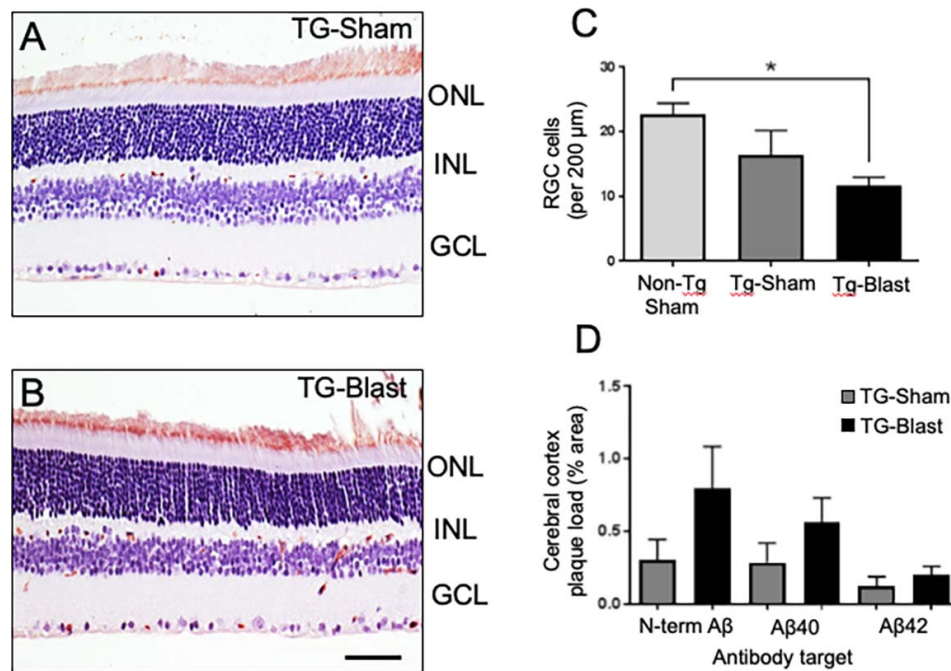 A
TG-Sham
ONL
INL
GCL
B
TG-Blast
ONL
INL
GCL
C
*
30
20
10
0
RGC cells
(per 200 µm)
Non-Tg
Sham
Tg-Sham
Tg-Blast
D
TG-Sham
TG-Blast
1.5
1.0
0.5
0.0
Cerebral cortex
plaque load (% area)
N-term Aβ
Aβ40
Aβ42
Antibody target